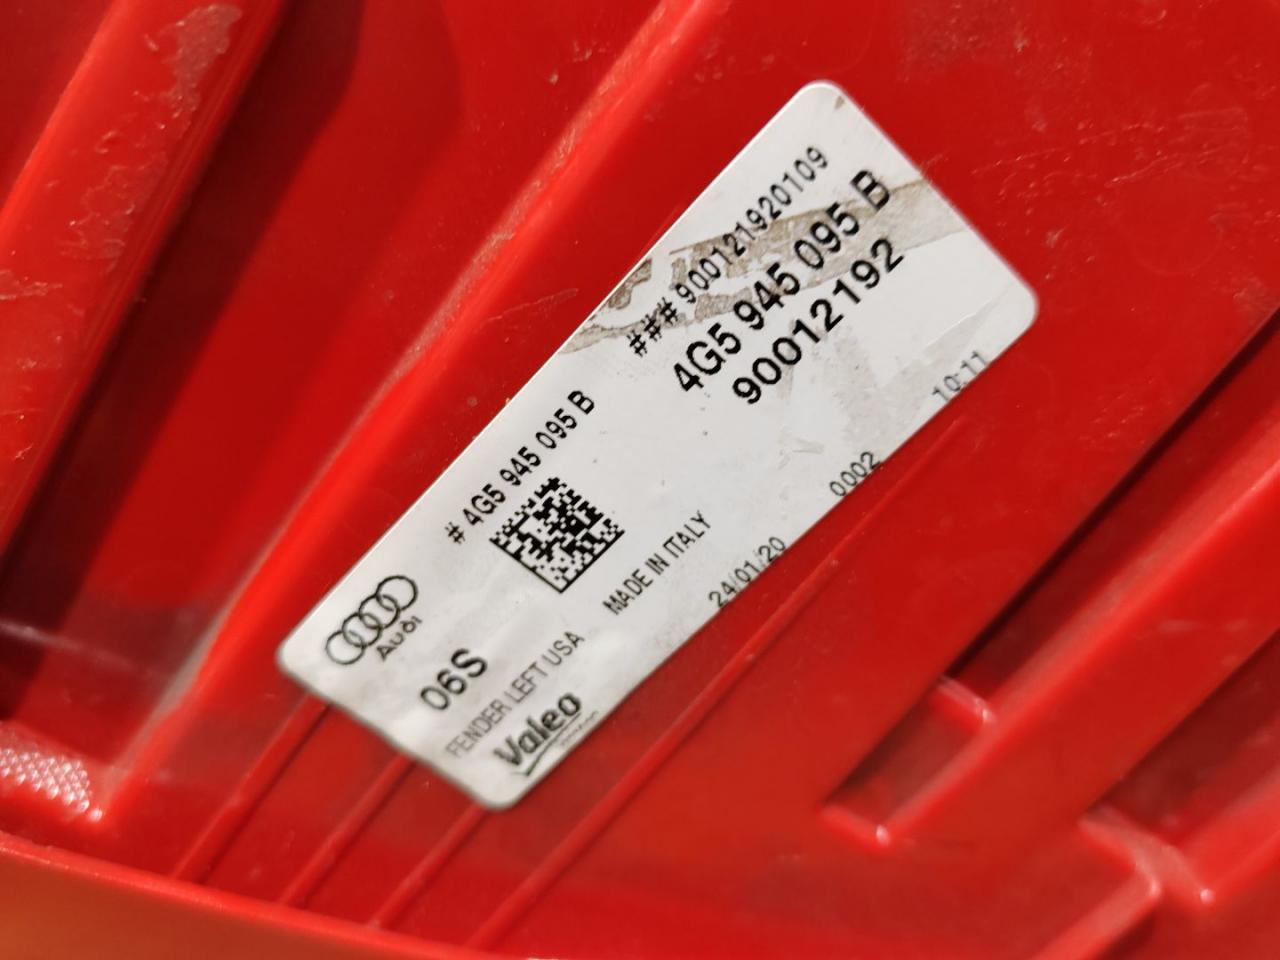 ### 900121920109
4G5 945 095 B
90012192
# 4G5 945 095 B
Audi
06S
FENDER LEFT USA
MADE IN ITALY
Valeo
24/01/20
0002
10:11